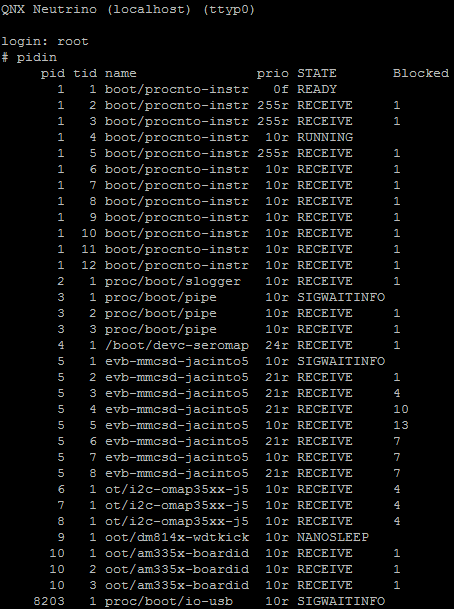 QNX Neutrino (localhost) (ttyp0)
login: root
# pidin
pid tid name prio STATE Blocked
1 1 boot/procnto-instr 0f READY
1 2 boot/procnto-instr 255r RECEIVE 1
1 3 boot/procnto-instr 255r RECEIVE 1
1 4 boot/procnto-instr 10r RUNNING
1 5 boot/procnto-instr 255r RECEIVE 1
1 6 boot/procnto-instr 10r RECEIVE 1
1 7 boot/procnto-instr 10r RECEIVE 1
1 8 boot/procnto-instr 10r RECEIVE 1
1 9 boot/procnto-instr 10r RECEIVE 1
1 10 boot/procnto-instr 10r RECEIVE 1
1 11 boot/procnto-instr 10r RECEIVE 1
1 12 boot/procnto-instr 10r RECEIVE 1
2 1 proc/boot/slogger 10r RECEIVE 1
3 1 proc/boot/pipe 10r SIGWAITINFO
3 2 proc/boot/pipe 10r RECEIVE 1
3 3 proc/boot/pipe 10r RECEIVE 1
4 1 /boot/devc-seromap 24r RECEIVE 1
5 1 evb-mmcsd-jacinto5 10r SIGWAITINFO
5 2 evb-mmcsd-jacinto5 21r RECEIVE 1
5 3 evb-mmcsd-jacinto5 21r RECEIVE 4
5 4 evb-mmcsd-jacinto5 21r RECEIVE 10
5 5 evb-mmcsd-jacinto5 10r RECEIVE 13
5 6 evb-mmcsd-jacinto5 21r RECEIVE 7
5 7 evb-mmcsd-jacinto5 10r RECEIVE 7
5 8 evb-mmcsd-jacinto5 21r RECEIVE 7
6 1 ot/i2c-omap35xx-j5 10r RECEIVE 4
7 1 ot/i2c-omap35xx-j5 10r RECEIVE 4
8 1 ot/i2c-omap35xx-j5 10r RECEIVE 4
9 1 oot/dm814x-wdtkick 10r NANOSLEEP
10 1 oot/am335x-boardid 10r RECEIVE 1
10 2 oot/am335x-boardid 10r RECEIVE 1
10 3 oot/am335x-boardid 10r RECEIVE 1
8203 1 proc/boot/io-usb 10r SIGWAITINFO